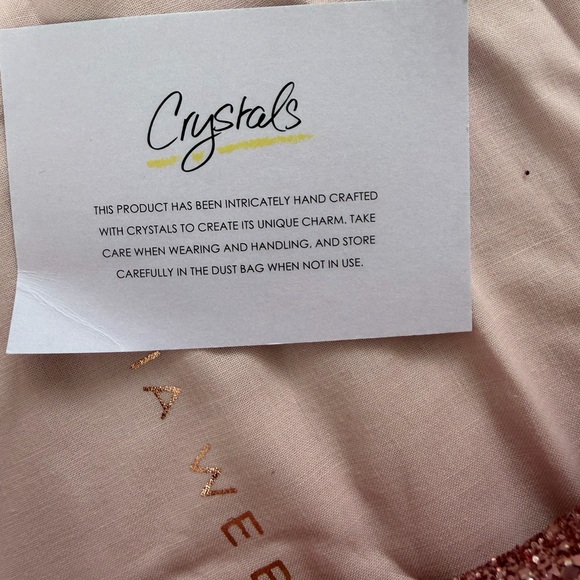 Crystals
THIS PRODUCT HAS BEEN INTRICATELY HAND CRAFTED
WITH CRYSTALS TO CREATE ITS UNIQUE CHARM. TAKE
CARE WHEN WEARING AND HANDLING, AND STORE
CAREFULLY IN THE DUST BAG WHEN NOT IN USE.
A WE